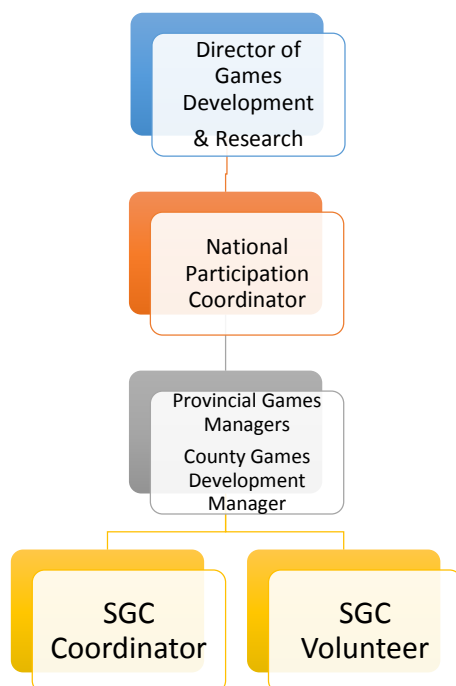 Director of
Games
Development
& Research
National
Participation
Coordinator
Provincial Games
Managers
County Games
Development
Manager
SGC
Coordinator
SGC
Volunteer